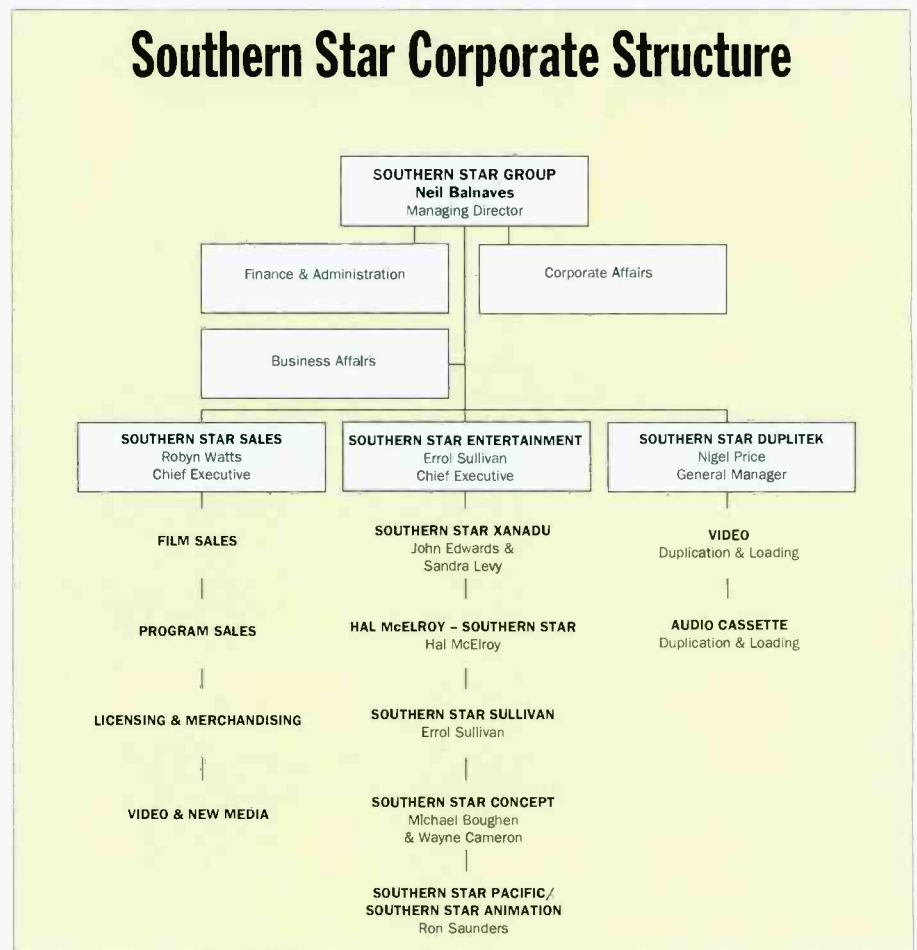 Southern Star Corporate Structure
SOUTHERN STAR GROUP
Neil Balnaves
Managing Director
Finance & Administration
Corporate Affairs
Business Affairs
SOUTHERN STAR SALES
Robyn Watts
Chief Executive
SOUTHERN STAR ENTERTAINMENT
Errol Sullivan
Chief Executive
SOUTHERN STAR DUPLITEK
Nigel Price
General Manager
FILM SALES
PROGRAM SALES
LICENSING & MERCHANDISING
VIDEO & NEW MEDIA
SOUTHERN STAR XANADU
John Edwards &
Sandra Levy
HAL McELROY – SOUTHERN STAR
Hal McElroy
SOUTHERN STAR SULLIVAN
Errol Sullivan
SOUTHERN STAR CONCEPT
Michael Boughen
& Wayne Cameron
SOUTHERN STAR PACIFIC/
SOUTHERN STAR ANIMATION
Ron Saunders
VIDEO
Duplication & Loading
AUDIO CASSETTE
Duplication & Loading